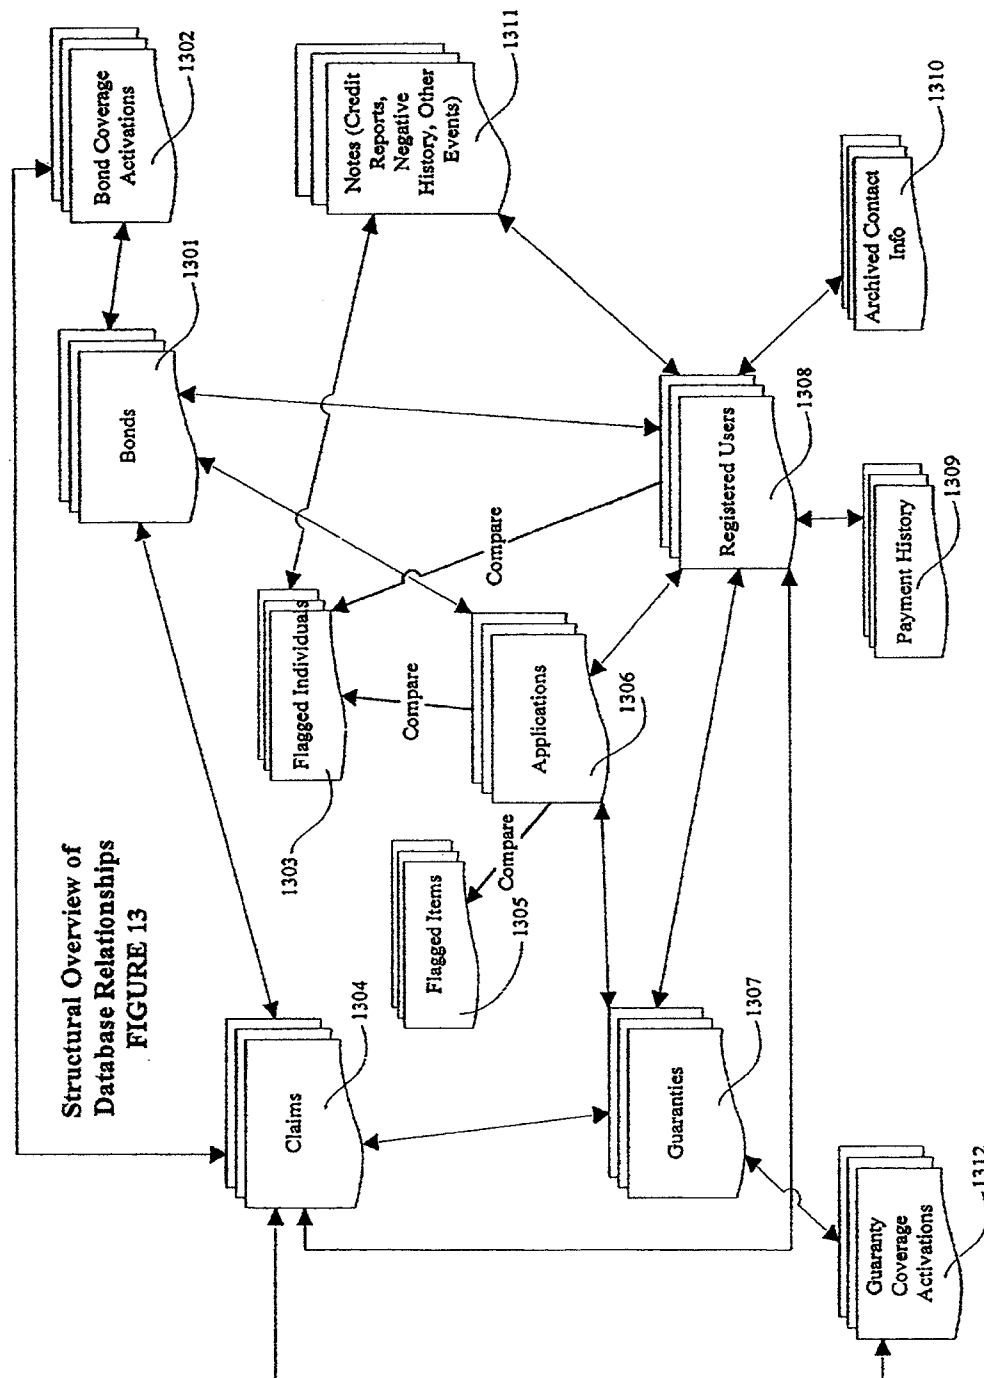 Structural Overview of
Database Relationships
FIGURE 13
Bond Coverage
Activations
1302
Bonds
1301
Notes (Credit
Reports,
Negative
History, Other
Events)
1311
Flagged Individuals
1303
Claims
1304
Flagged Items
1305
Compare
Compare
Compare
Applications
1306
Guaranties
1307
Registered Users
1308
Archived Contact
Info
1310
Payment History
1309
Guaranty
Coverage
Activations
1312